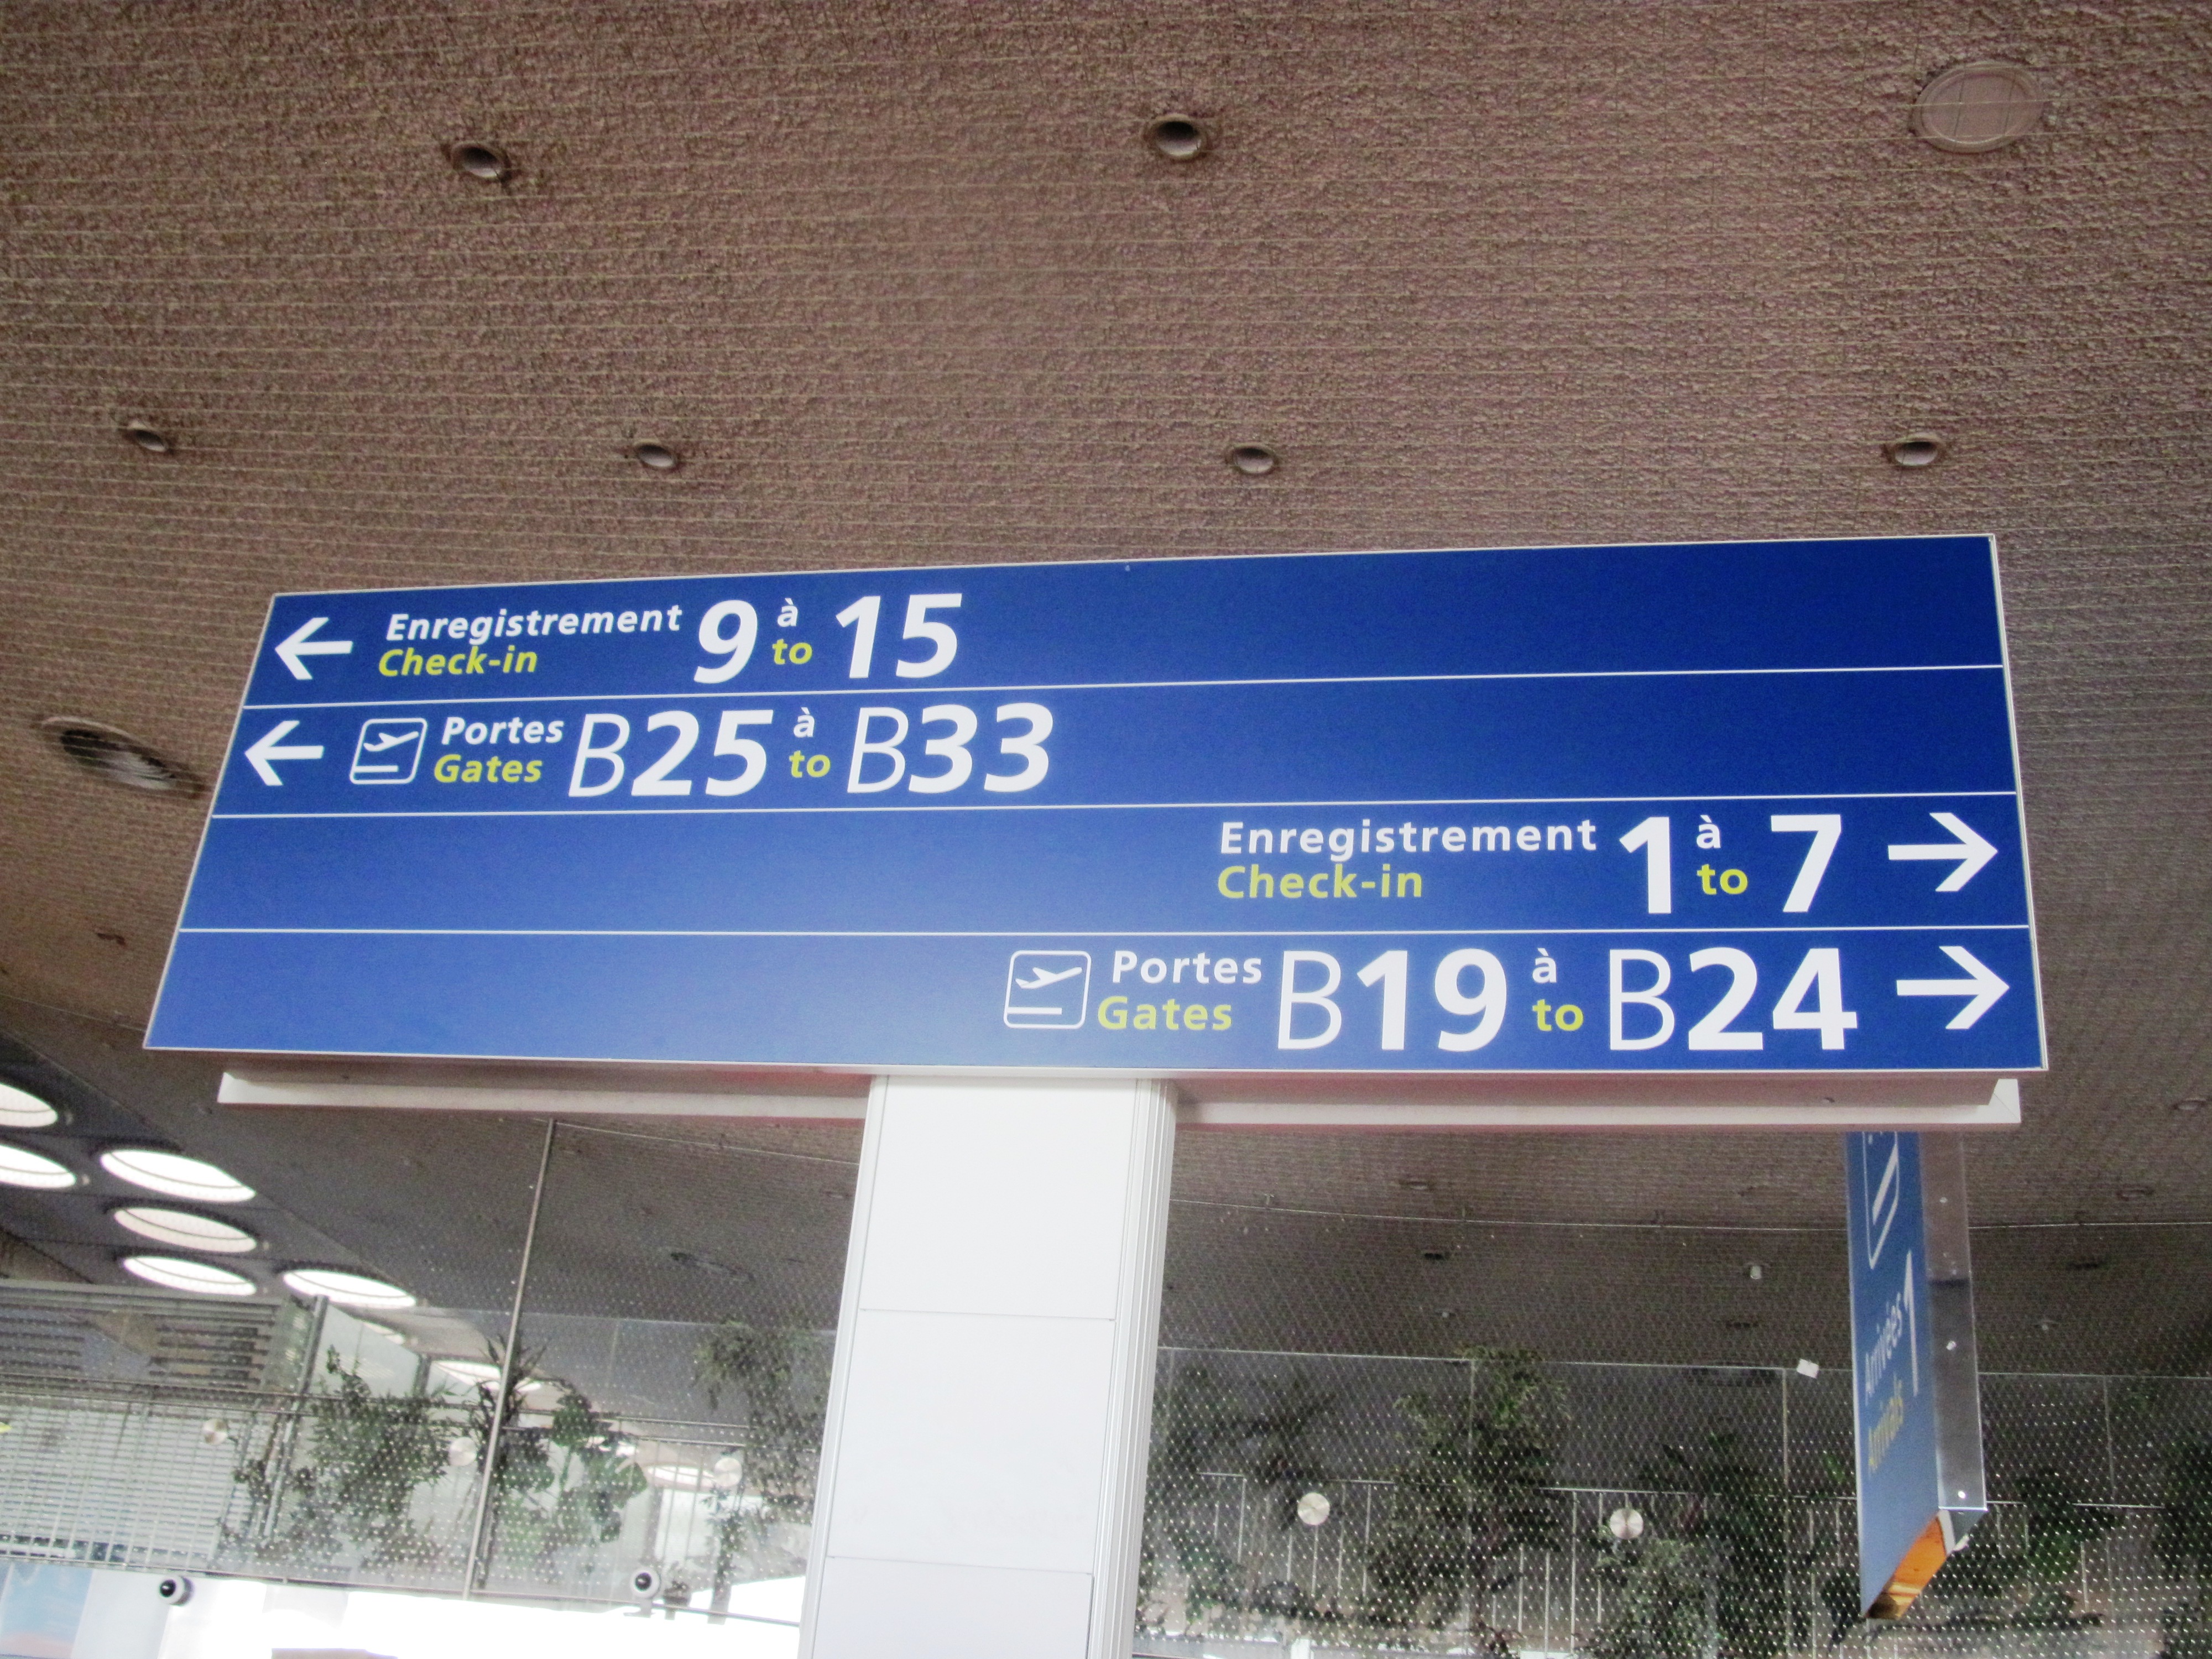 Enregistrement 9 à 15
Check-in to
Portes B25 à B33
Gates to
Enregistrement 1 à 7
Check-in to
Portes B19 à B24
Gates to
Arrivées 1
Arrivals